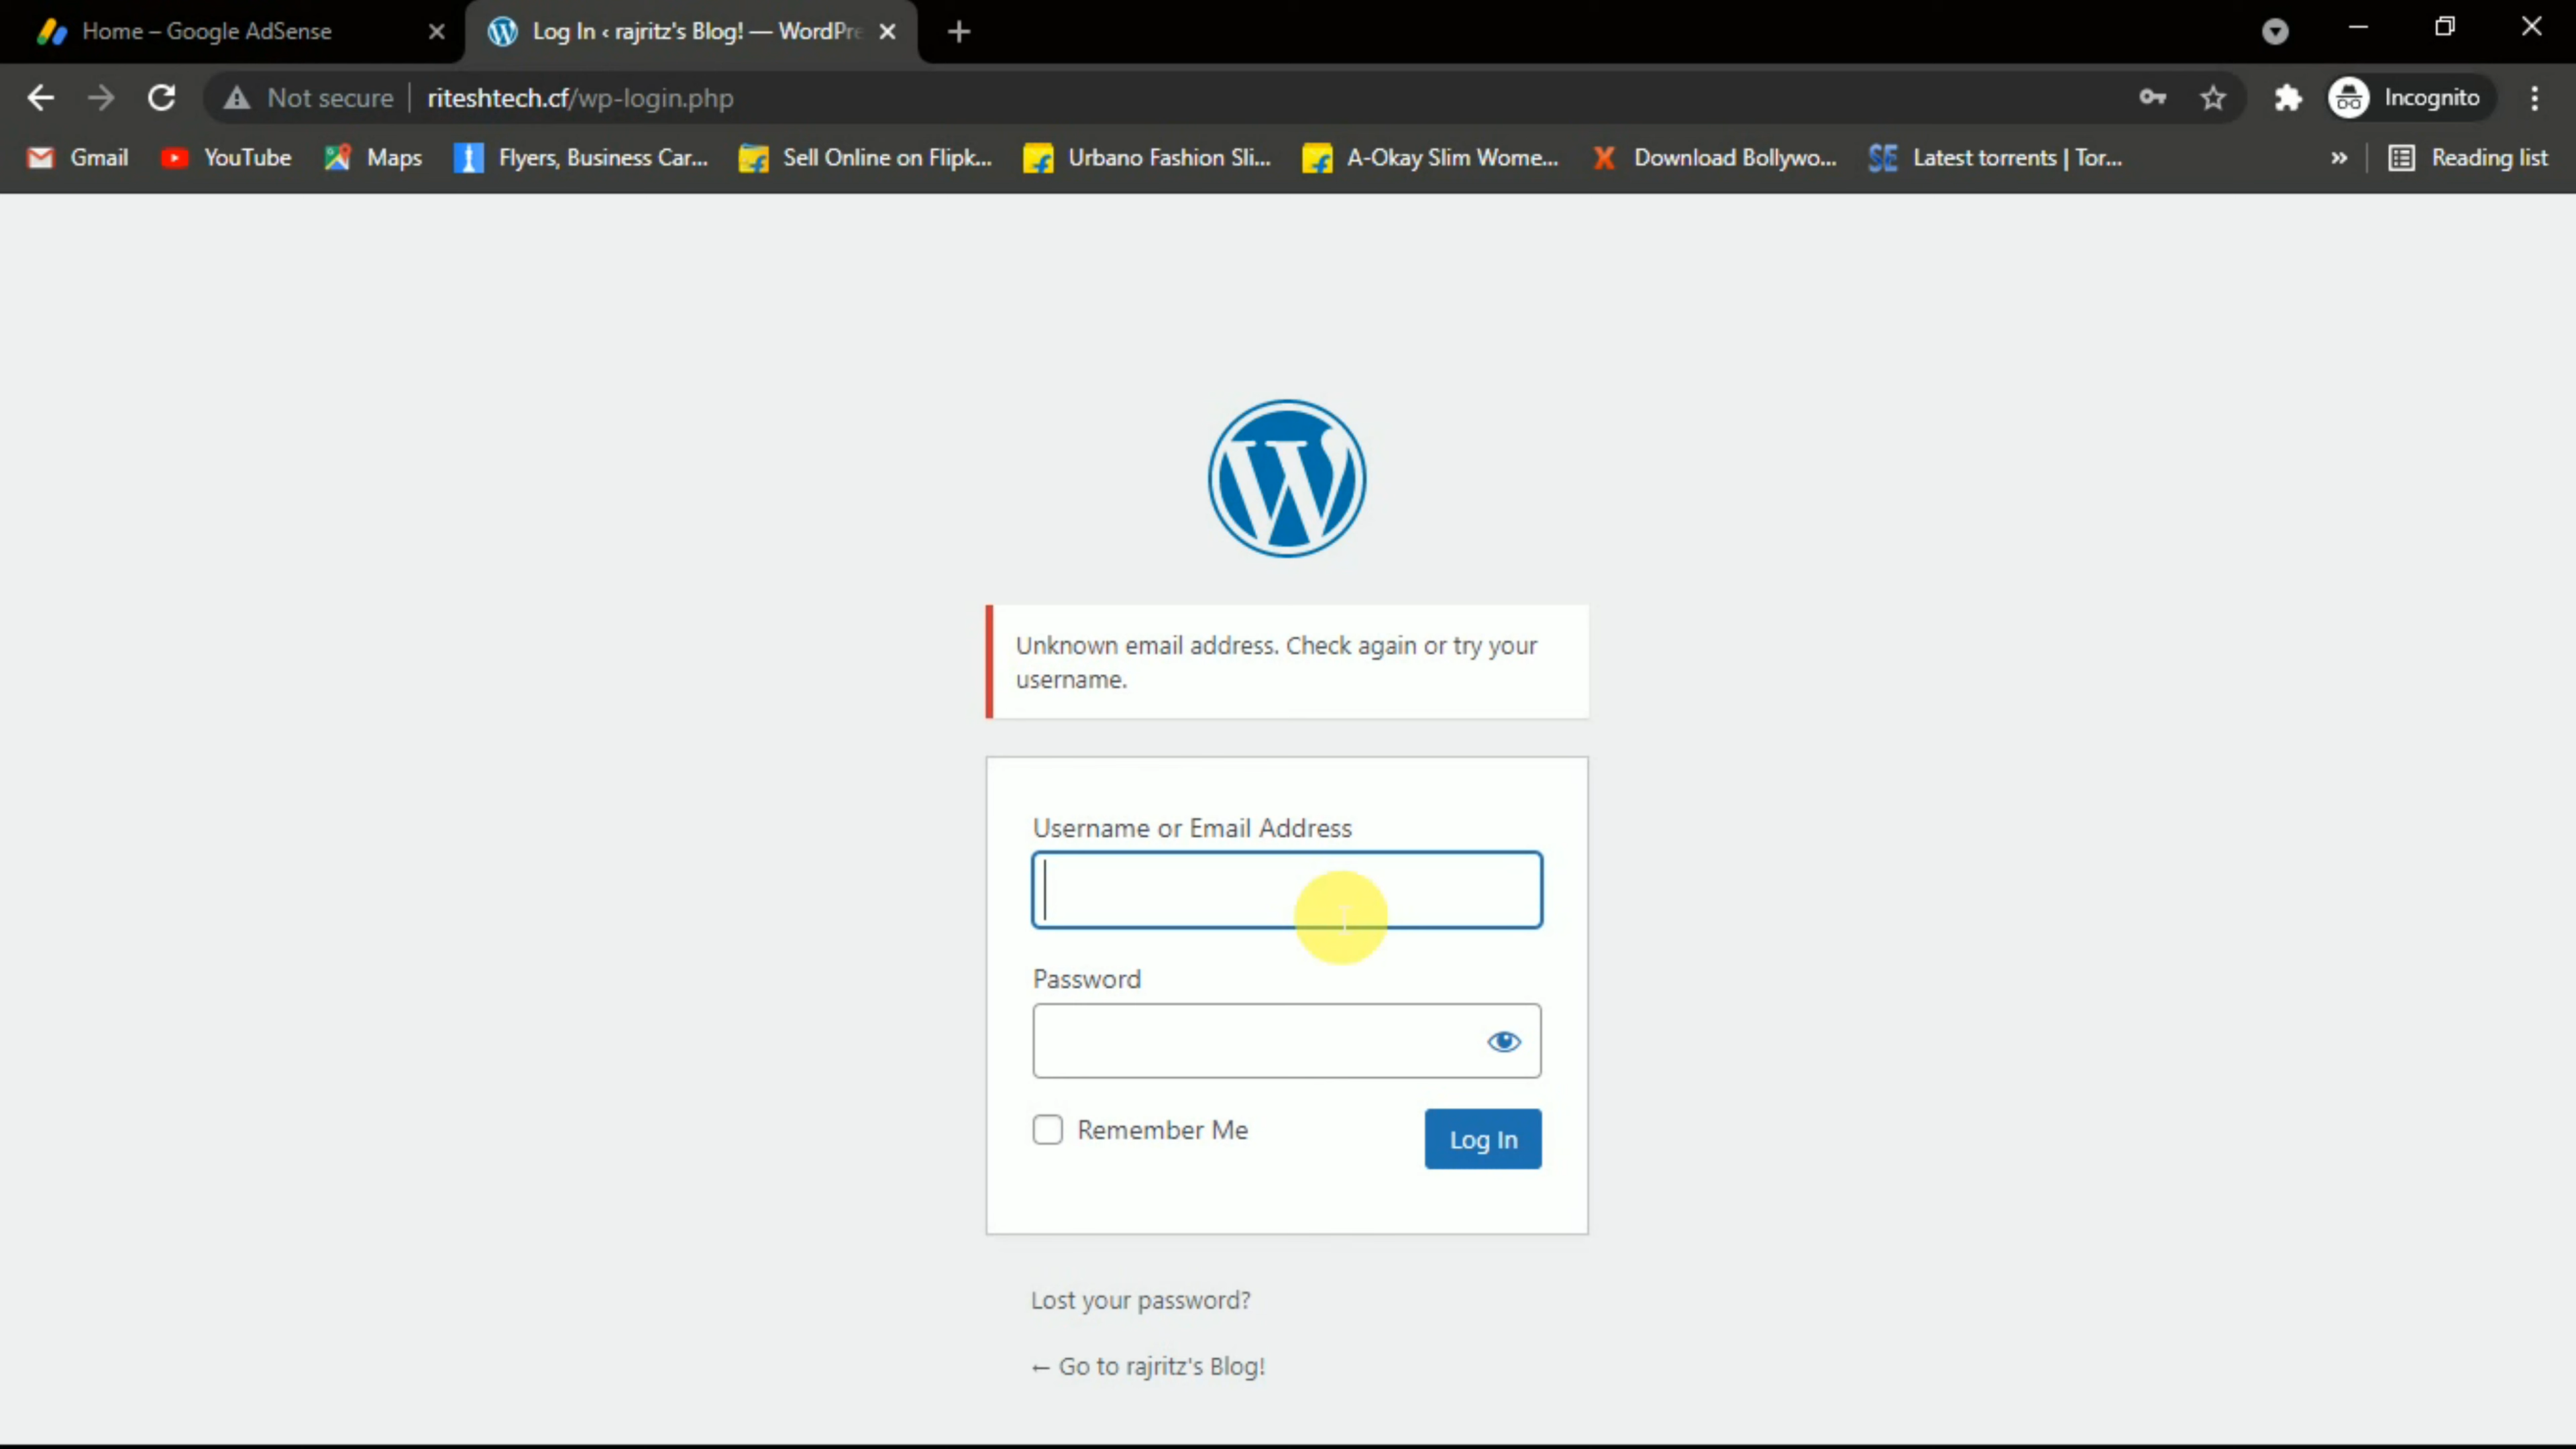 Home – Google AdSense
Log In ‹ rajritz's Blog! — WordPre
Not secure
riteshtech.cf/wp-login.php
Incognito
Gmail
YouTube
Maps
Flyers, Business Car...
Sell Online on Flipk...
Urbano Fashion Sli...
A-Okay Slim Wome...
Download Bollywo...
SE
Latest torrents | Tor...
»
Reading list
Unknown email address. Check again or try your
username.
Username or Email Address
Password
Remember Me
Log In
Lost your password?
← Go to rajritz's Blog!